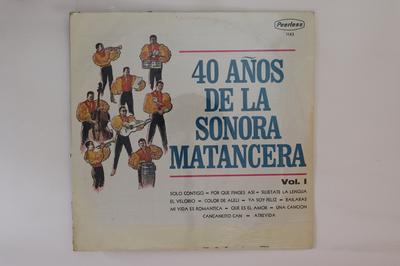 Peerless
1143
40 AÑOS
DE LA
SONORA
MATANCERA
Vol. I
SOLO CONTIGO – POR QUE FINGES ASI – SUJETATE LA LENGUA
EL VELORIO – COLOR DE ALELI – YA SOY FELIZ – BAILARAS
MI VIDA ES ROMANTICA – QUE ES EL AMOR – UNA CANCION
CANCANEITO CAN – ATREVIDA